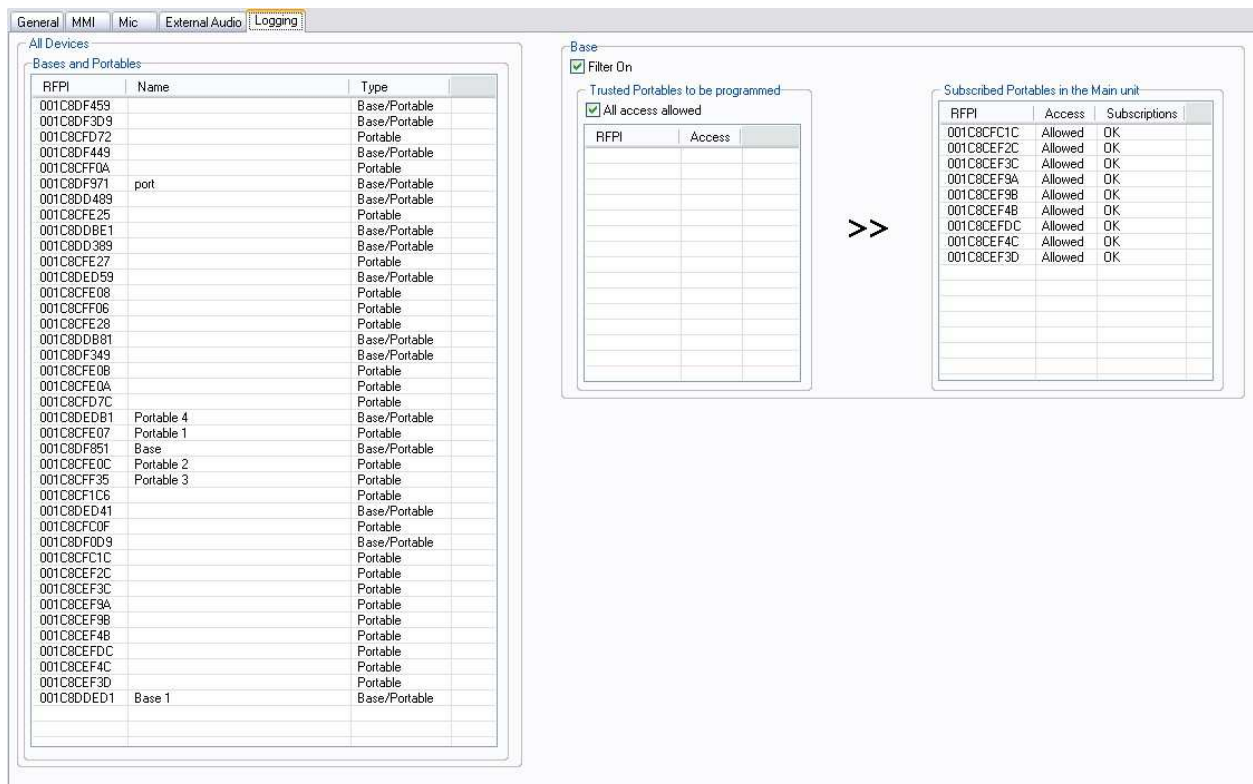 General MMI Mic External Audio Logging
All Devices
Bases and Portables
RFPI Name Type
001C8DF459 Base/Portable
001C8DF3D9 Base/Portable
001C8CFD72 Portable
001C8DF449 Base/Portable
001C8CFF0A Portable
001C8DF971 port Base/Portable
001C8DD489 Base/Portable
001C8CFE25 Portable
001C8DDBE1 Base/Portable
001C8DD389 Base/Portable
001C8CFE27 Portable
001C8DED59 Base/Portable
001C8CFE08 Portable
001C8CFF06 Portable
001C8CFE28 Portable
001C8DDB81 Base/Portable
001C8DF349 Base/Portable
001C8CFE0B Portable
001C8CFE0A Portable
001C8CFD7C Portable
001C8DEDB1 Portable 4 Base/Portable
001C8CFE07 Portable 1 Portable
001C8DF851 Base Base/Portable
001C8CFE0C Portable 2 Portable
001C8CFF35 Portable 3 Portable
001C8CF1C6 Portable
001C8DED41 Base/Portable
001C8CFC0F Portable
001C8DF0D9 Base/Portable
001C8CFC1C Portable
001C8CEF2C Portable
001C8CEF3C Portable
001C8CEF9A Portable
001C8CEF9B Portable
001C8CEF4B Portable
001C8CEFDC Portable
001C8CEF4C Portable
001C8CEF3D Portable
001C8DDED1 Base 1 Base/Portable
Base
Filter On
Trusted Portables to be programmed
All access allowed
RFPI Access
>>
Subscribed Portables in the Main unit
RFPI Access Subscriptions
001C8CFC1C Allowed OK
001C8CEF2C Allowed OK
001C8CEF3C Allowed OK
001C8CEF9A Allowed OK
001C8CEF9B Allowed OK
001C8CEF4B Allowed OK
001C8CEFDC Allowed OK
001C8CEF4C Allowed OK
001C8CEF3D Allowed OK